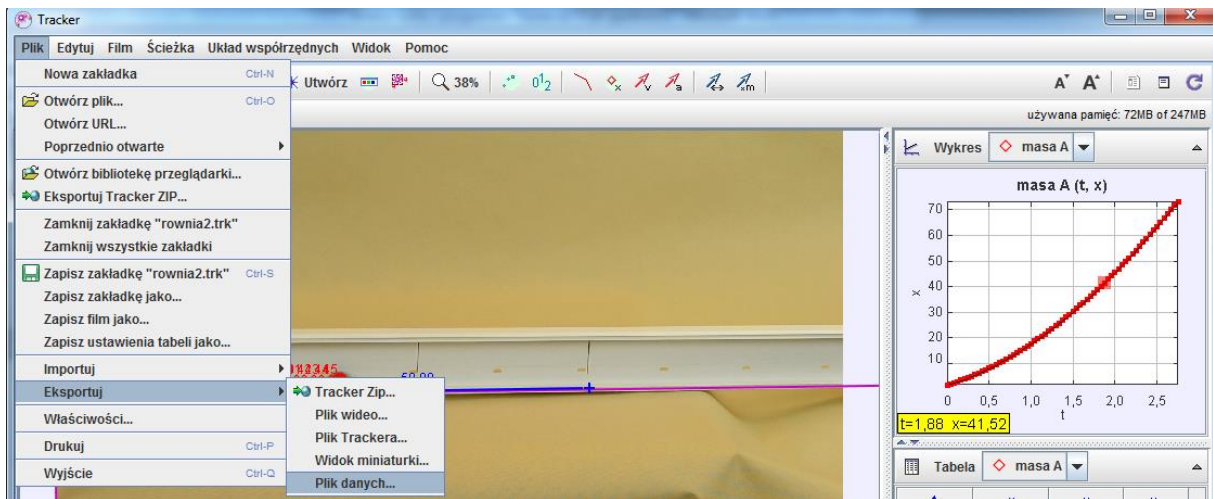 Tracker
Plik Edytuj Film Ścieżka Układ współrzędnych Widok Pomoc
Utwórz 38%
używana pamięć: 72MB of 247MB
Nowa zakładka Ctrl-N
Otwórz plik... Ctrl-O
Otwórz URL...
Poprzednio otwarte
Otwórz bibliotekę przeglądarki...
Eksportuj Tracker ZIP...
Zamknij zakładkę "rownia2.trk"
Zamknij wszystkie zakładki
Zapisz zakładkę "rownia2.trk" Ctrl-S
Zapisz zakładkę jako...
Zapisz film jako...
Zapisz ustawienia tabeli jako...
Importuj
Eksportuj
Właściwości...
Drukuj Ctrl-P
Wyjście Ctrl-Q
Tracker Zip...
Plik wideo...
Plik Trackera...
Widok miniaturki...
Plik danych...
Wykres masa A
masa A (t, x)
70
60
50
40
30
20
10
x
0 0,5 1,0 1,5 2,0 2,5
t
t=1,88 x=41,52
Tabela masa A